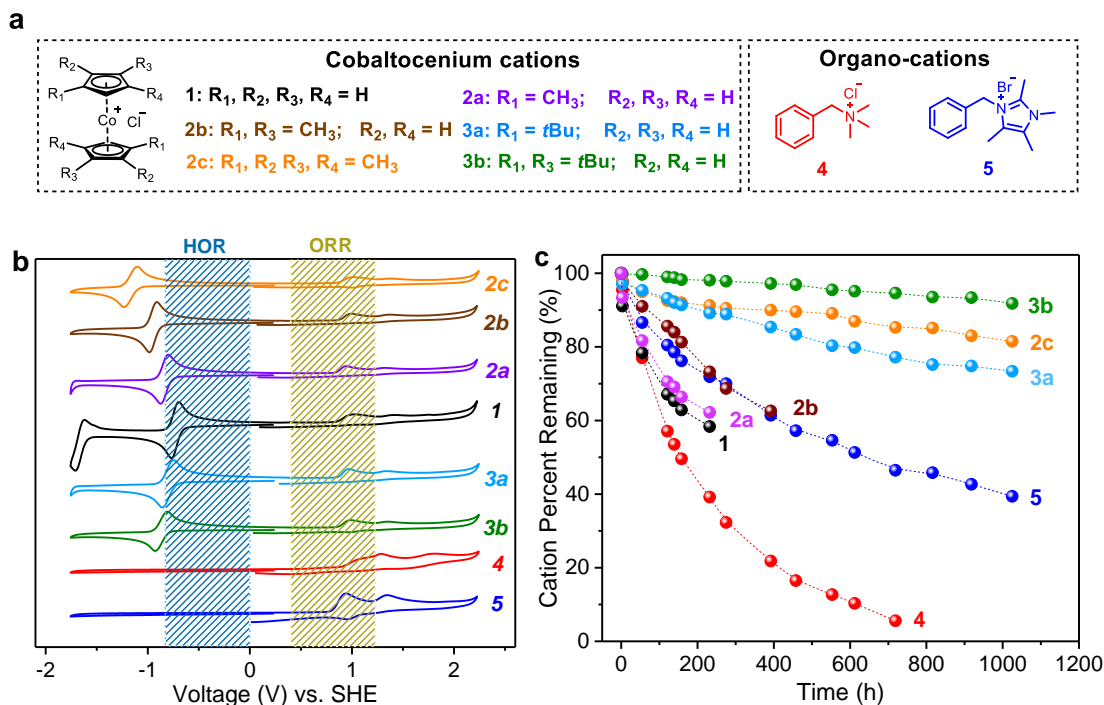 a
Cobaltocenium cations
R2 R3
R1 R4
Co+ Cl−
R4 R1
R3 R2
1: R1, R2, R3, R4 = H
2a: R1 = CH3; R2, R3, R4 = H
2b: R1, R3 = CH3; R2, R4 = H
3a: R1 = tBu; R2, R3, R4 = H
2c: R1, R2 R3, R4 = CH3
3b: R1, R3 = tBu; R2, R4 = H
Organo-cations
Cl−
N+
4
Br−
N+
N
5
b
HOR
ORR
2c
2b
2a
1
3a
3b
4
5
-2 -1 0 1 2
Voltage (V) vs. SHE
c
Cation Percent Remaining (%)
100
80
60
40
20
0
3b
2c
3a
2b
2a
1
5
4
0 200 400 600 800 1000 1200
Time (h)